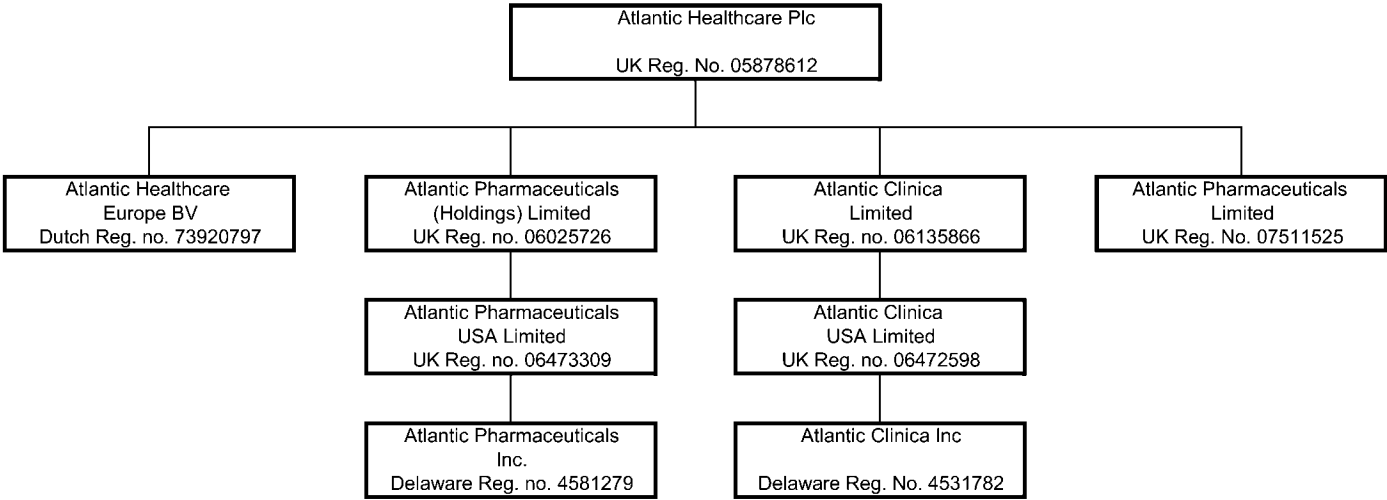 Atlantic Healthcare Plc
UK Reg. No. 05878612
Atlantic Healthcare
Europe BV
Dutch Reg. no. 73920797
Atlantic Pharmaceuticals
(Holdings) Limited
UK Reg. no. 06025726
Atlantic Clinica
Limited
UK Reg. no. 06135866
Atlantic Pharmaceuticals
Limited
UK Reg. No. 07511525
Atlantic Pharmaceuticals
USA Limited
UK Reg. no. 06473309
Atlantic Clinica
USA Limited
UK Reg. no. 06472598
Atlantic Pharmaceuticals
Inc.
Delaware Reg. no. 4581279
Atlantic Clinica Inc
Delaware Reg. No. 4531782